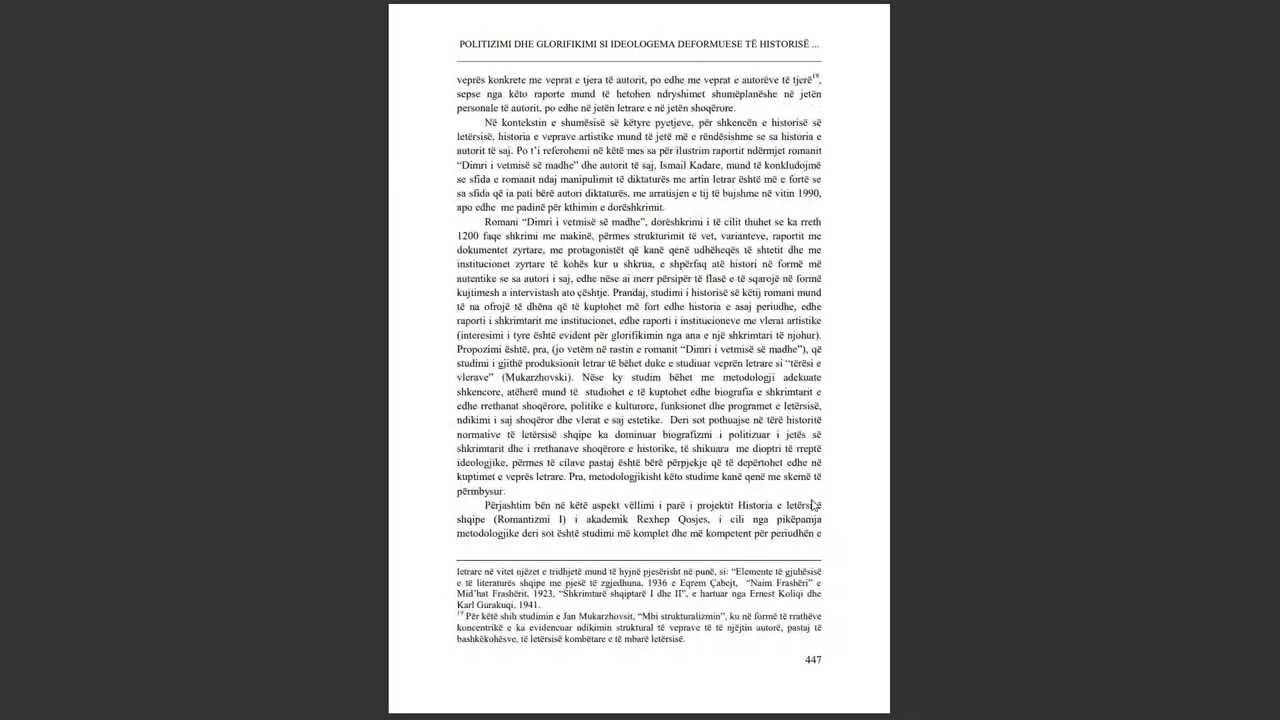 POLITIZIMI DHE GLORIFIKIMI SI IDEOLOGEMA DEFORMUESE TË HISTORISË ...
veprës konkrete me veprat e tjera të autorit, po edhe me veprat e autorëve të tjerë19,
sepse nga këto raporte mund të hetohen ndryshimet shumëplanëshe në jetën
personale të autorit, po edhe në jetën letrare e në jetën shoqërore.
Në kontekstin e shumësisë së këtyre pyetjeve, për shkencën e historisë së
letërsisë, historia e veprave artistike mund të jetë më e rëndësishme se sa historia e
autorit të saj. Po t’i referohemi në këtë mes sa për ilustrim raportit ndërmjet romanit
“Dimri i vetmisë së madhe” dhe autorit të saj, Ismail Kadare, mund të konkludojmë
se sfida e romanit ndaj manipulimit të diktaturës me artin letrar është më e fortë se
sa sfida që ia pati bërë autori diktaturës, me arratisjen e tij të bujshme në vitin 1990,
apo edhe me padinë për kthimin e dorëshkrimit.
Romani “Dimri i vetmisë së madhe”, dorëshkrimi i të cilit thuhet se ka rreth
1200 faqe shkrimi me makinë, përmes strukturimit të vet, varianteve, raportit me
dokumentet zyrtare, me protagonistët që kanë qenë udhëheqës të shtetit dhe me
institucionet zyrtare të kohës kur u shkrua, e shpërfaq atë histori në formë më
autentike se sa autori i saj, edhe nëse ai merr përsipër të flasë e të sqarojë në formë
kujtimesh a intervistash ato çështje. Prandaj, studimi i historisë së këtij romani mund
të na ofrojë të dhëna që të kuptohet më fort edhe historia e asaj periudhe, edhe
raporti i shkrimtarit me institucionet, edhe raporti i institucioneve me vlerat artistike
(interesimi i tyre është evident për glorifikimin nga ana e një shkrimtari të njohur).
Propozimi është, pra, (jo vetëm në rastin e romanit “Dimri i vetmisë së madhe”), që
studimi i gjithë produksionit letrar të bëhet duke e studiuar veprën letrare si “tërësi e
vlerave” (Mukarzhovski). Nëse ky studim bëhet me metodologji adekuate
shkencore, atëherë mund të studiohet e të kuptohet edhe biografia e shkrimtarit e
edhe rrethanat shoqërore, politike e kulturore, funksionet dhe programet e letërsisë,
ndikimi i saj shoqëror dhe vlerat e saj estetike. Deri sot pothuajse në tërë historitë
normative të letërsisë shqipe ka dominuar biografizmi i politizuar i jetës së
shkrimtarit dhe i rrethanave shoqërore e historike, të shikuara me dioptri të rreptë
ideologjike, përmes të cilave pastaj është bërë përpjekje që të depërtohet edhe në
kuptimet e veprës letrare. Pra, metodologjikisht këto studime kanë qenë me skemë të
përmbysur.
Përjashtim bën në këtë aspekt vëllimi i parë i projektit Historia e letërsisë
shqipe (Romantizmi I) i akademik Rexhep Qosjes, i cili nga pikëpamja
metodologjike deri sot është studimi më komplet dhe më kompetent për periudhën e
letrare në vitet njëzet e tridhjetë mund të hyjnë pjesërisht në punë, si: “Elemente të gjuhësisë
e të literaturës shqipe me pjesë të zgjedhuna, 1936 e Eqrem Çabejt, “Naim Frashëri” e
Mid’hat Frashërit, 1923, “Shkrimtarë shqiptarë I dhe II”, e hartuar nga Ernest Koliqi dhe
Karl Gurakuqi, 1941.
19 Për këtë shih studimin e Jan Mukarzhovsit, “Mbi strukturalizmin”, ku në formë të rrathëve
koncentrikë e ka evidencuar ndikimin struktural të veprave të të njëjtin autorë, pastaj të
bashkëkohësve, të letërsisë kombëtare e të mbarë letërsisë.
447